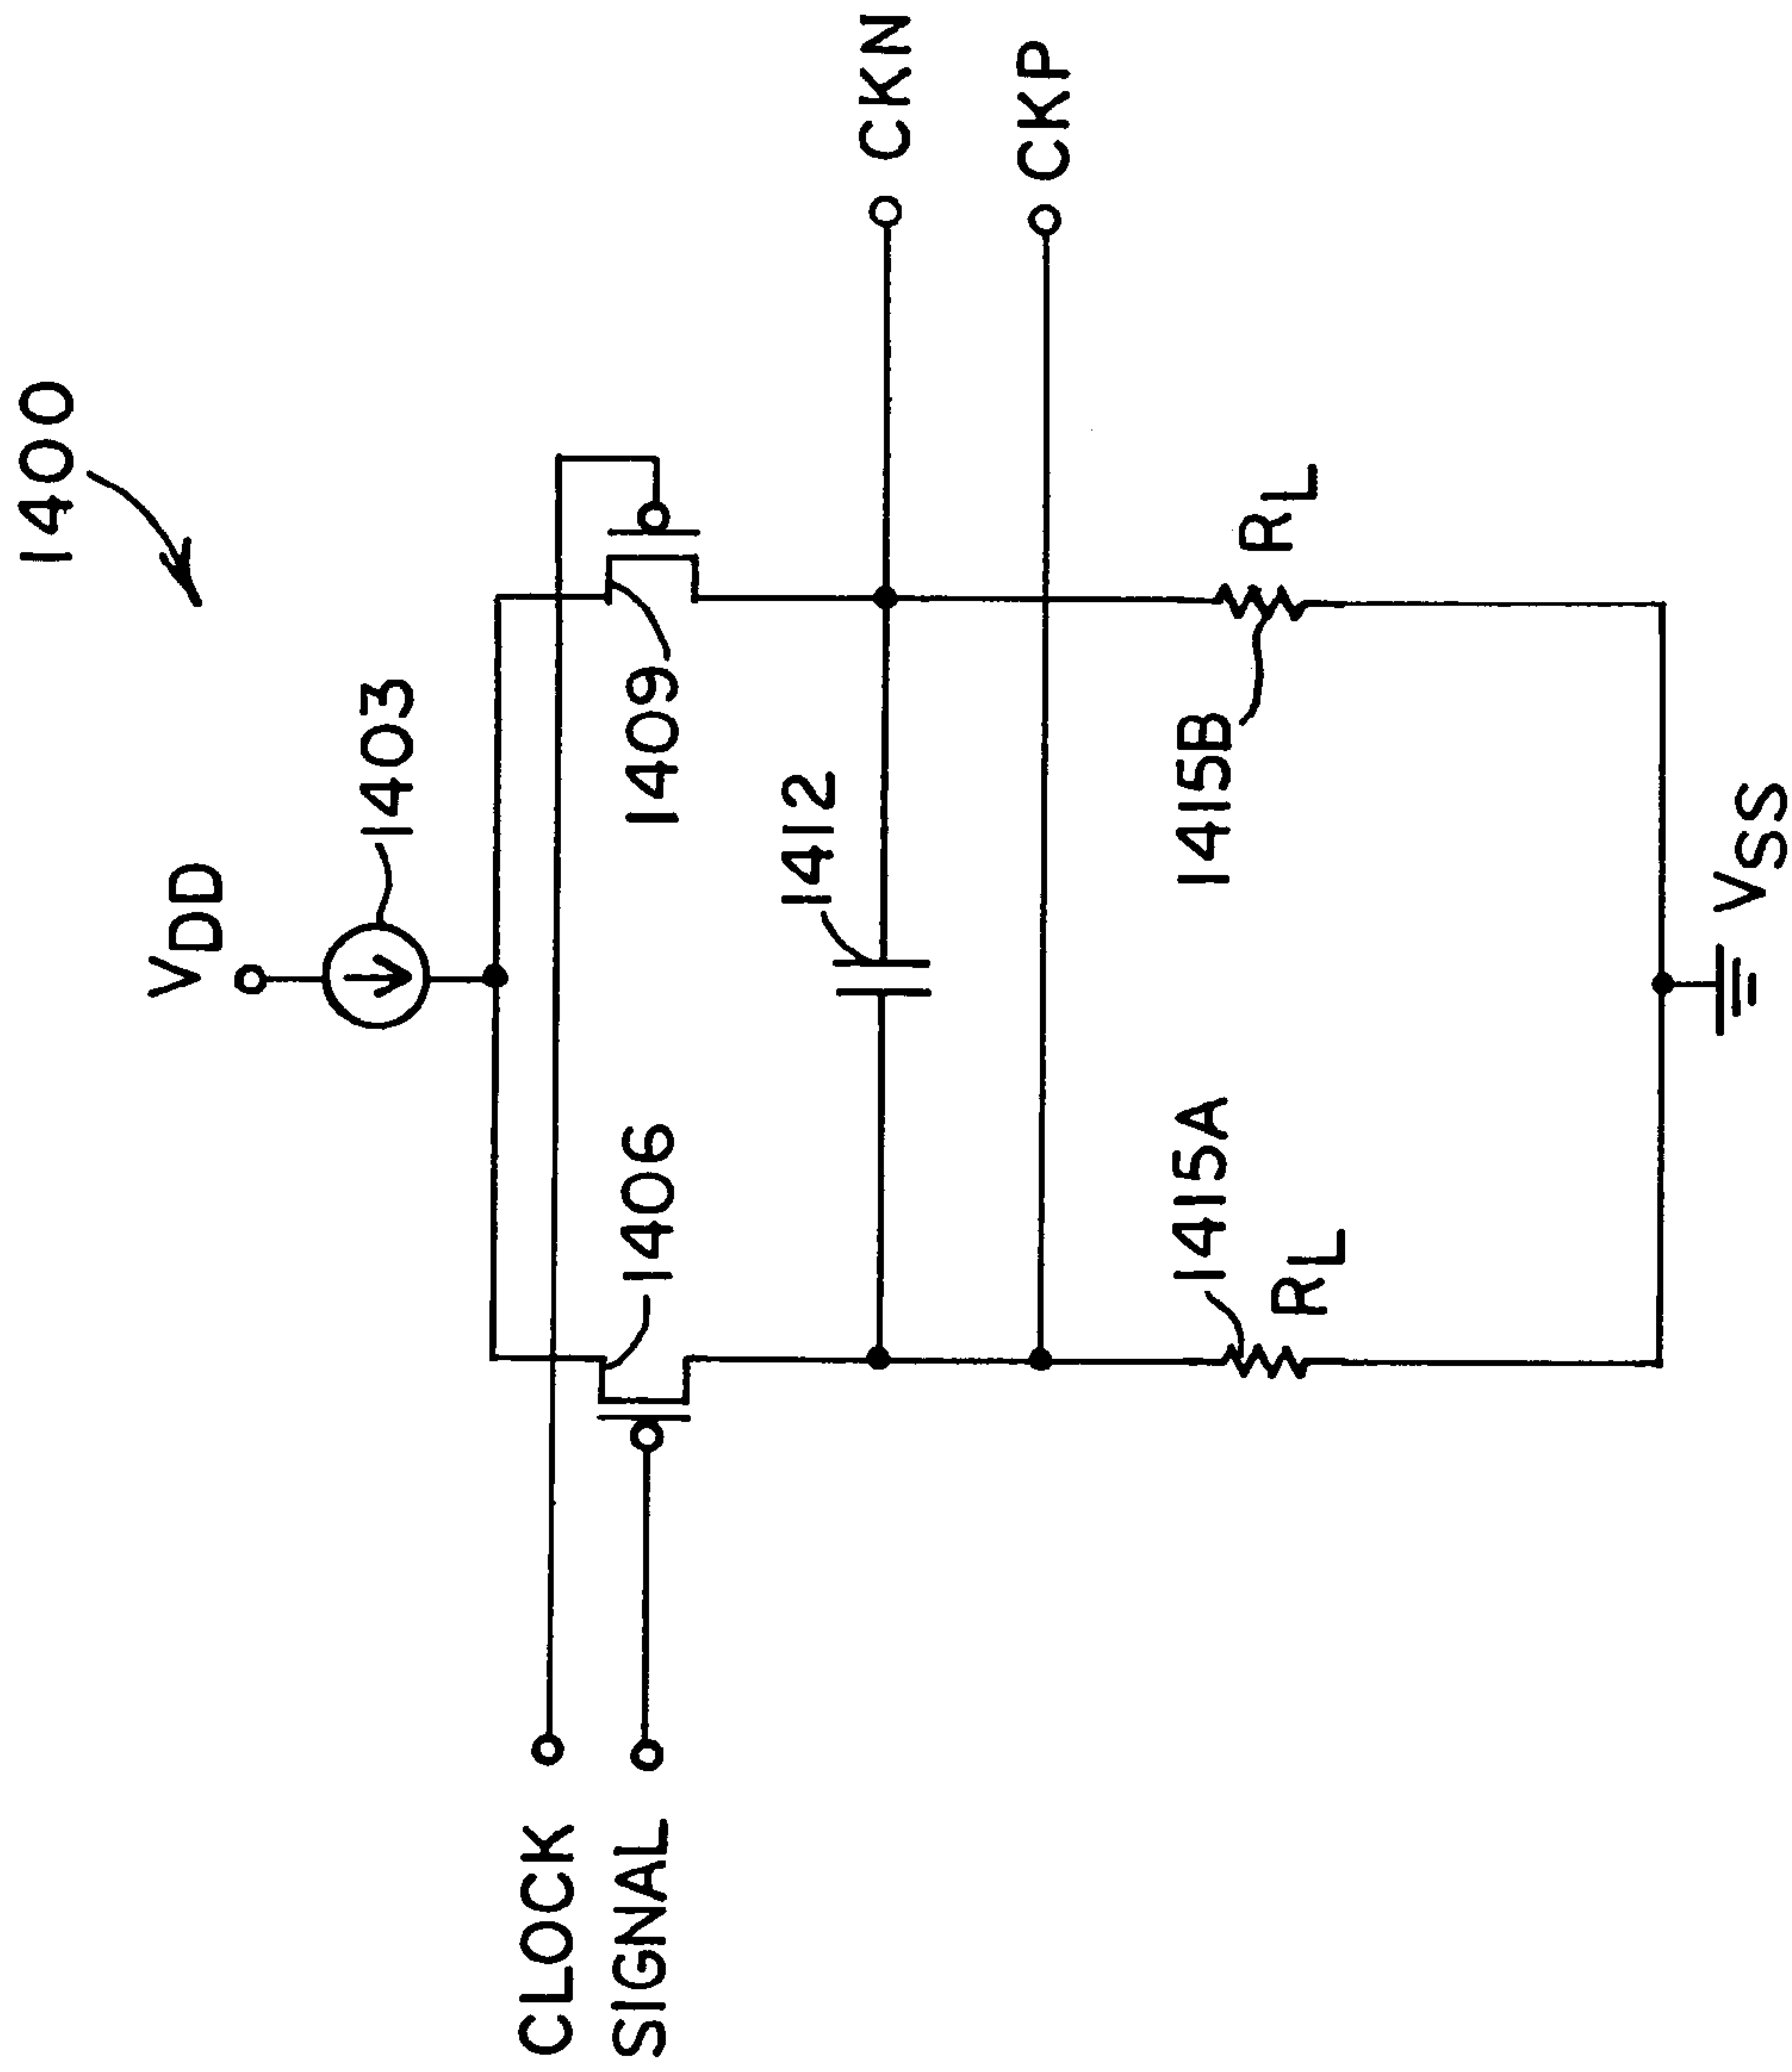 1400
VDD
1403
CLOCK
SIGNAL
1406
1409
1412
CKN
CKP
1415A
RL
1415B
RL
VSS